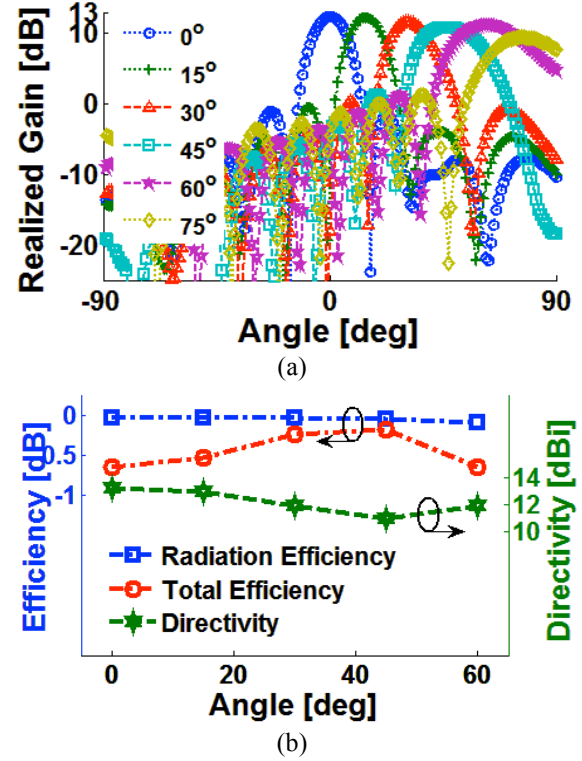 13
10
0
-10
-20
Realized Gain [dB]
0°
15°
30°
45°
60°
75°
-90
0
90
Angle [deg]
(a)
0
0.5
-1
Efficiency [dB]
14
12
10
Directivity [dBi]
Radiation Efficiency
Total Efficiency
Directivity
0
20
40
60
Angle [deg]
(b)